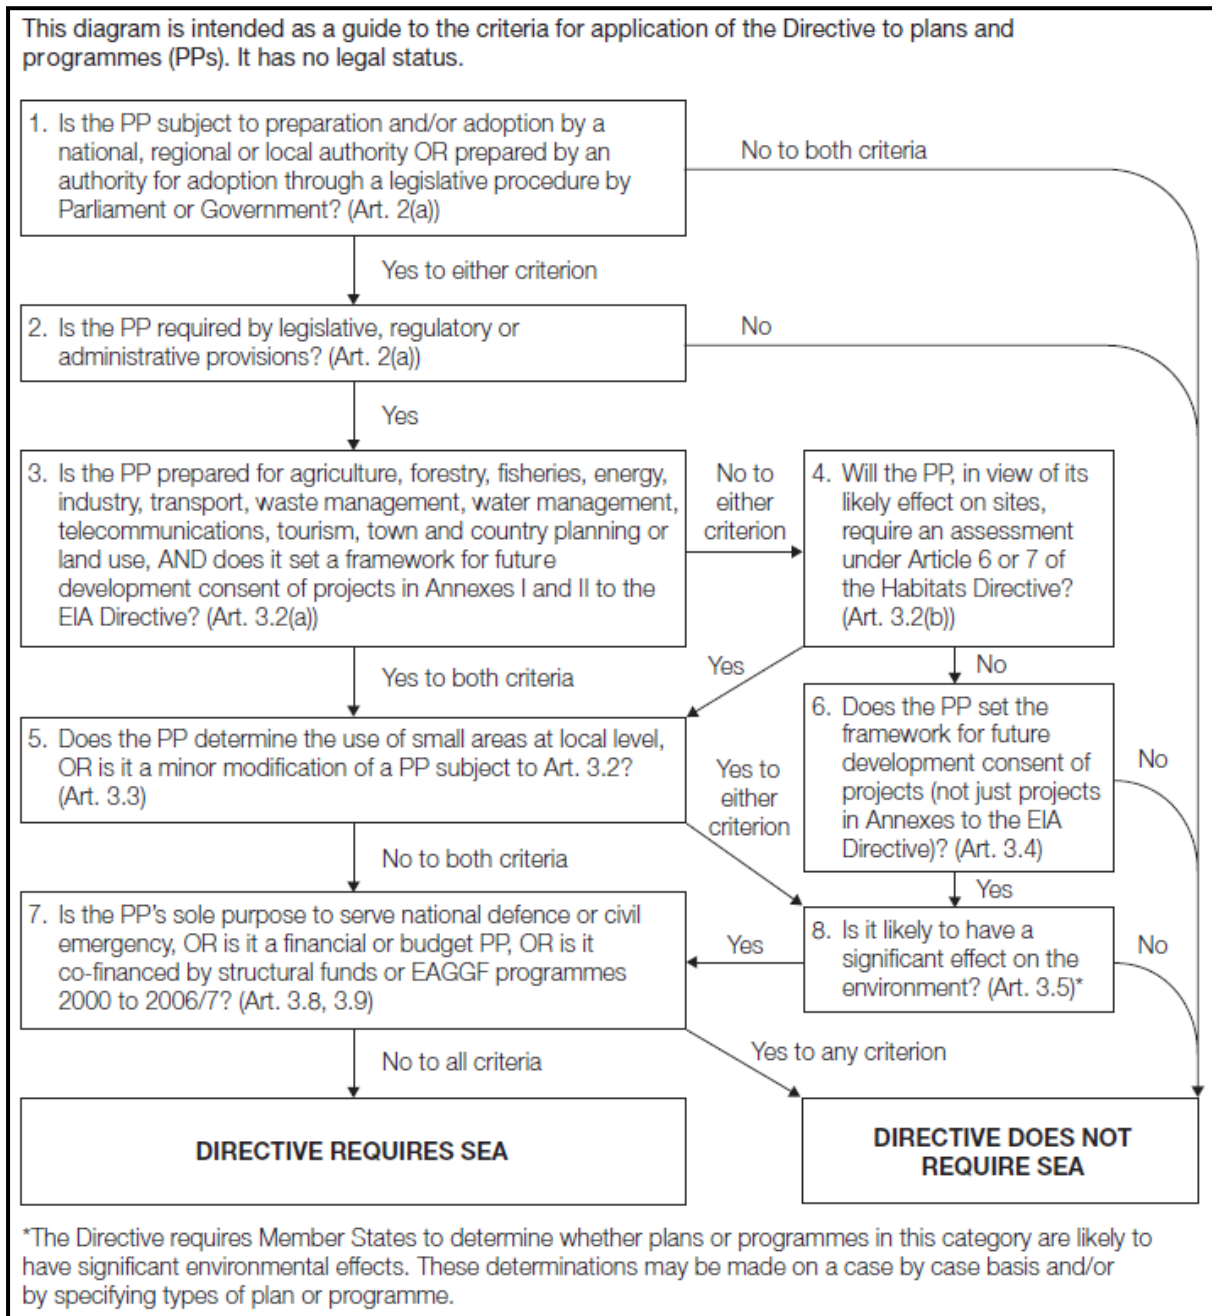 This diagram is intended as a guide to the criteria for application of the Directive to plans and
programmes (PPs). It has no legal status.
1. Is the PP subject to preparation and/or adoption by a
national, regional or local authority OR prepared by an
authority for adoption through a legislative procedure by
Parliament or Government? (Art. 2(a))
No to both criteria
Yes to either criterion
2. Is the PP required by legislative, regulatory or
administrative provisions? (Art. 2(a))
No
Yes
3. Is the PP prepared for agriculture, forestry, fisheries, energy,
industry, transport, waste management, water management,
telecommunications, tourism, town and country planning or
land use, AND does it set a framework for future
development consent of projects in Annexes I and II to the
EIA Directive? (Art. 3.2(a))
No to
either
criterion
4. Will the PP, in view of its
likely effect on sites,
require an assessment
under Article 6 or 7 of
the Habitats Directive?
(Art. 3.2(b))
Yes to both criteria
Yes
No
5. Does the PP determine the use of small areas at local level,
OR is it a minor modification of a PP subject to Art. 3.2?
(Art. 3.3)
Yes to
either
criterion
6. Does the PP set the
framework for future
development consent of
projects (not just projects
in Annexes to the EIA
Directive)? (Art. 3.4)
No
No to both criteria
Yes
7. Is the PP's sole purpose to serve national defence or civil
emergency, OR is it a financial or budget PP, OR is it
co-financed by structural funds or EAGGF programmes
2000 to 2006/7? (Art. 3.8, 3.9)
Yes
8. Is it likely to have a
significant effect on the
environment? (Art. 3.5)*
No
No to all criteria
Yes to any criterion
DIRECTIVE REQUIRES SEA
DIRECTIVE DOES NOT
REQUIRE SEA
*The Directive requires Member States to determine whether plans or programmes in this category are likely to
have significant environmental effects. These determinations may be made on a case by case basis and/or
by specifying types of plan or programme.